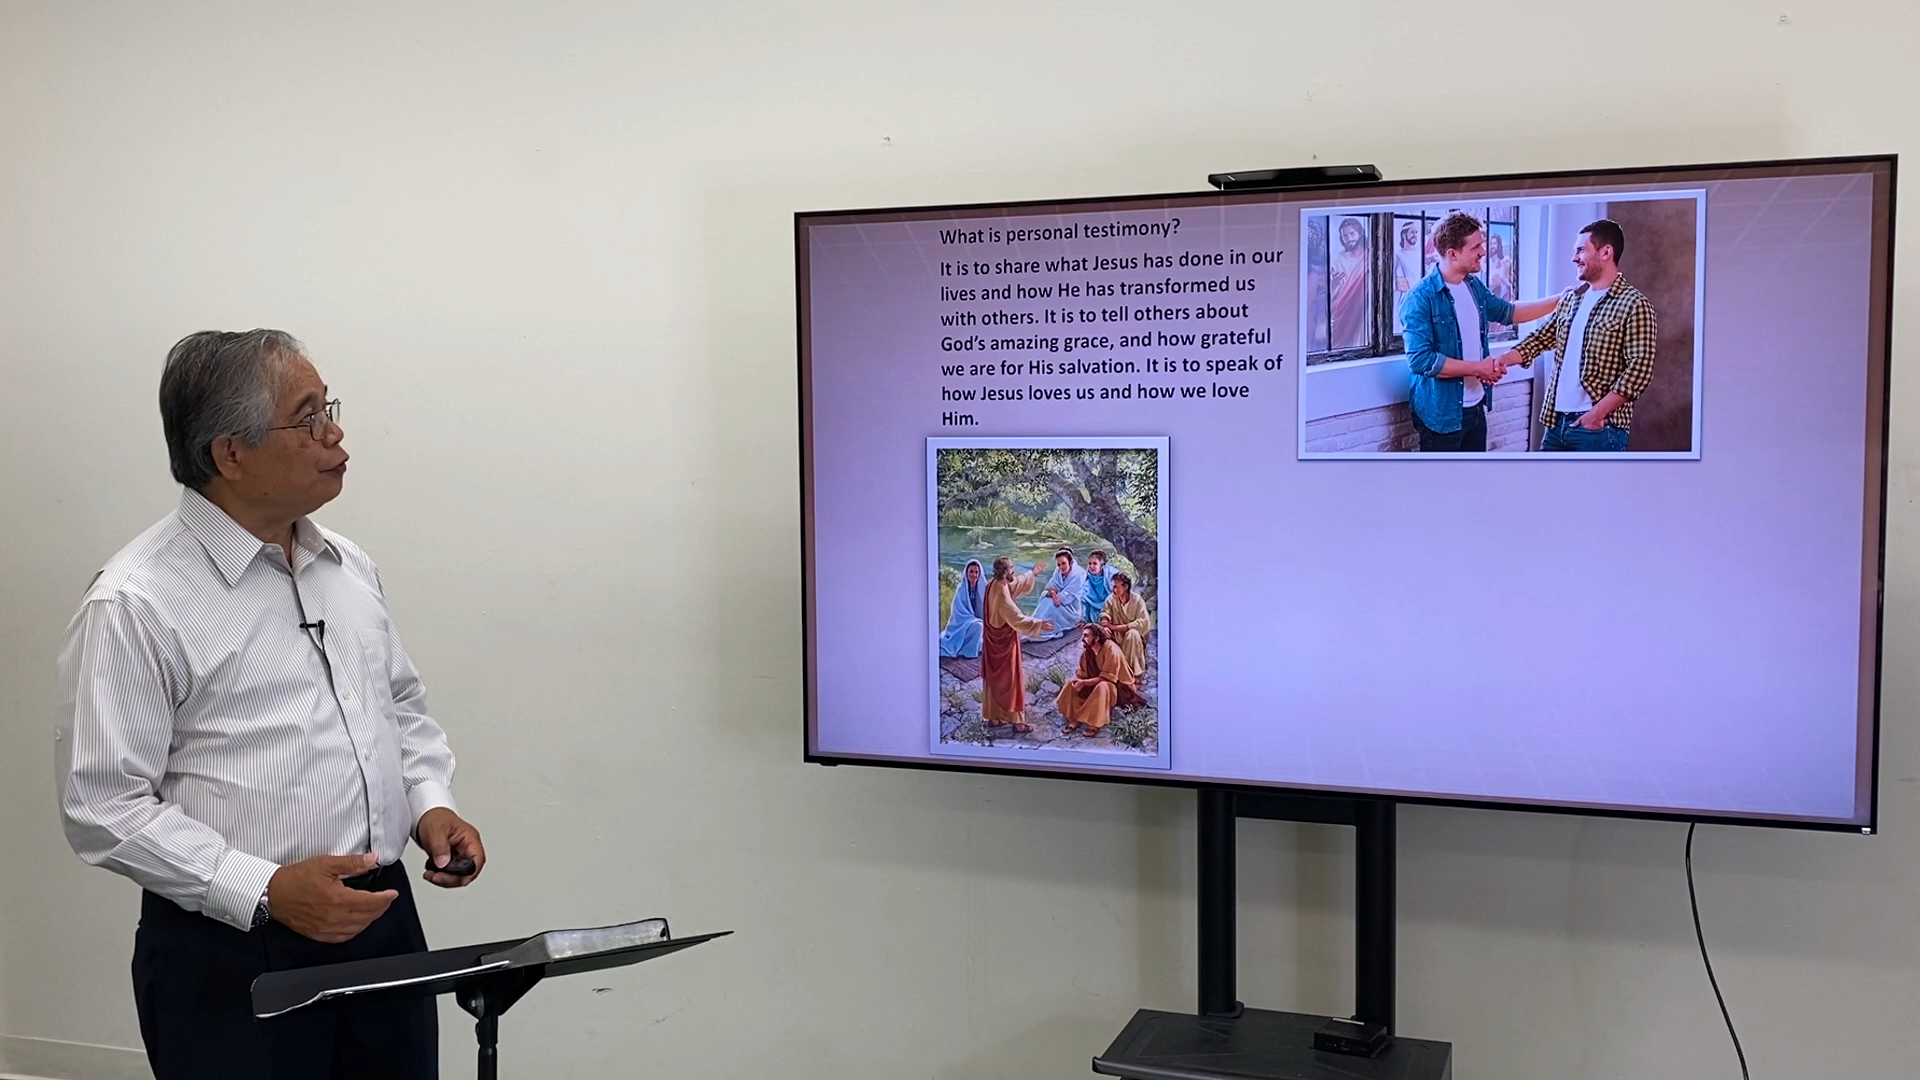 What is personal testimony?
It is to share what Jesus has done in our
lives and how He has transformed us
with others. It is to tell others about
God's amazing grace, and how grateful
we are for His salvation. It is to speak of
how Jesus loves us and how we love
Him.